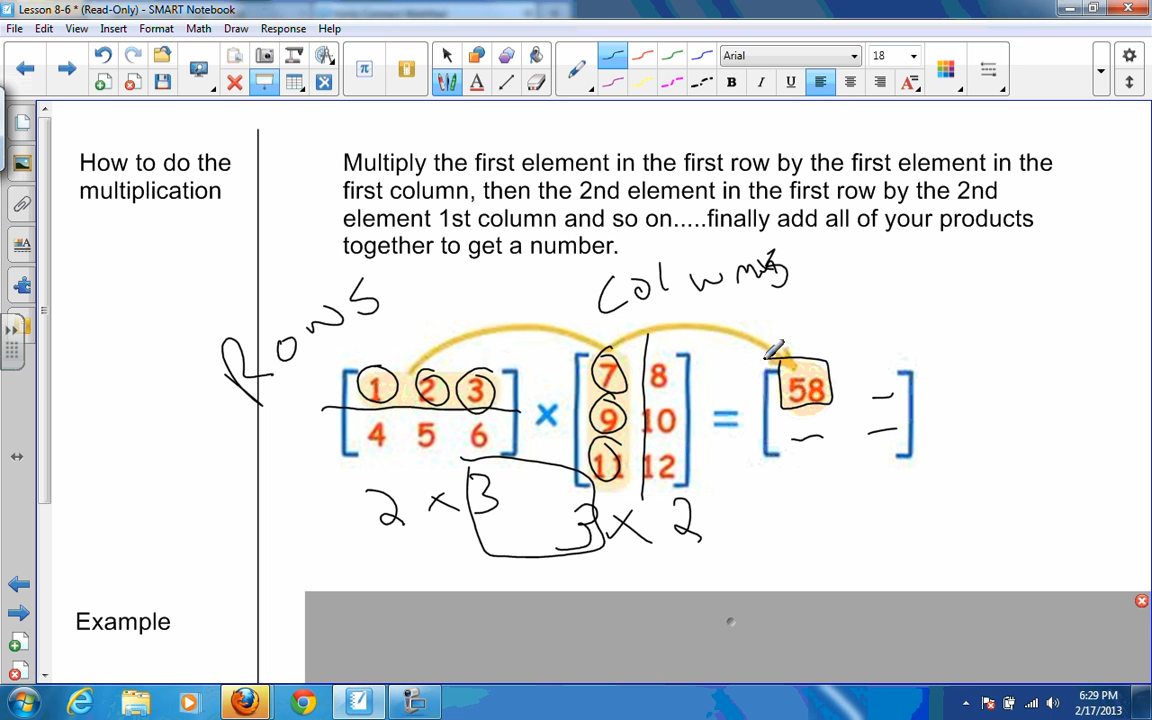 Lesson 8-6 * (Read-Only) - SMART Notebook
File Edit View Insert Format Math Draw Response Help
Arial 18
B I U
How to do the multiplication
Multiply the first element in the first row by the first element in the
first column, then the 2nd element in the first row by the 2nd
element 1st column and so on.....finally add all of your products
together to get a number.
Rows
Columns
[1 2 3] × [7 8] = [58 _]
[4 5 6] [9 10] [_ _]
[11 12]
2 × 3 3 × 2
Example
6:29 PM
2/17/2013